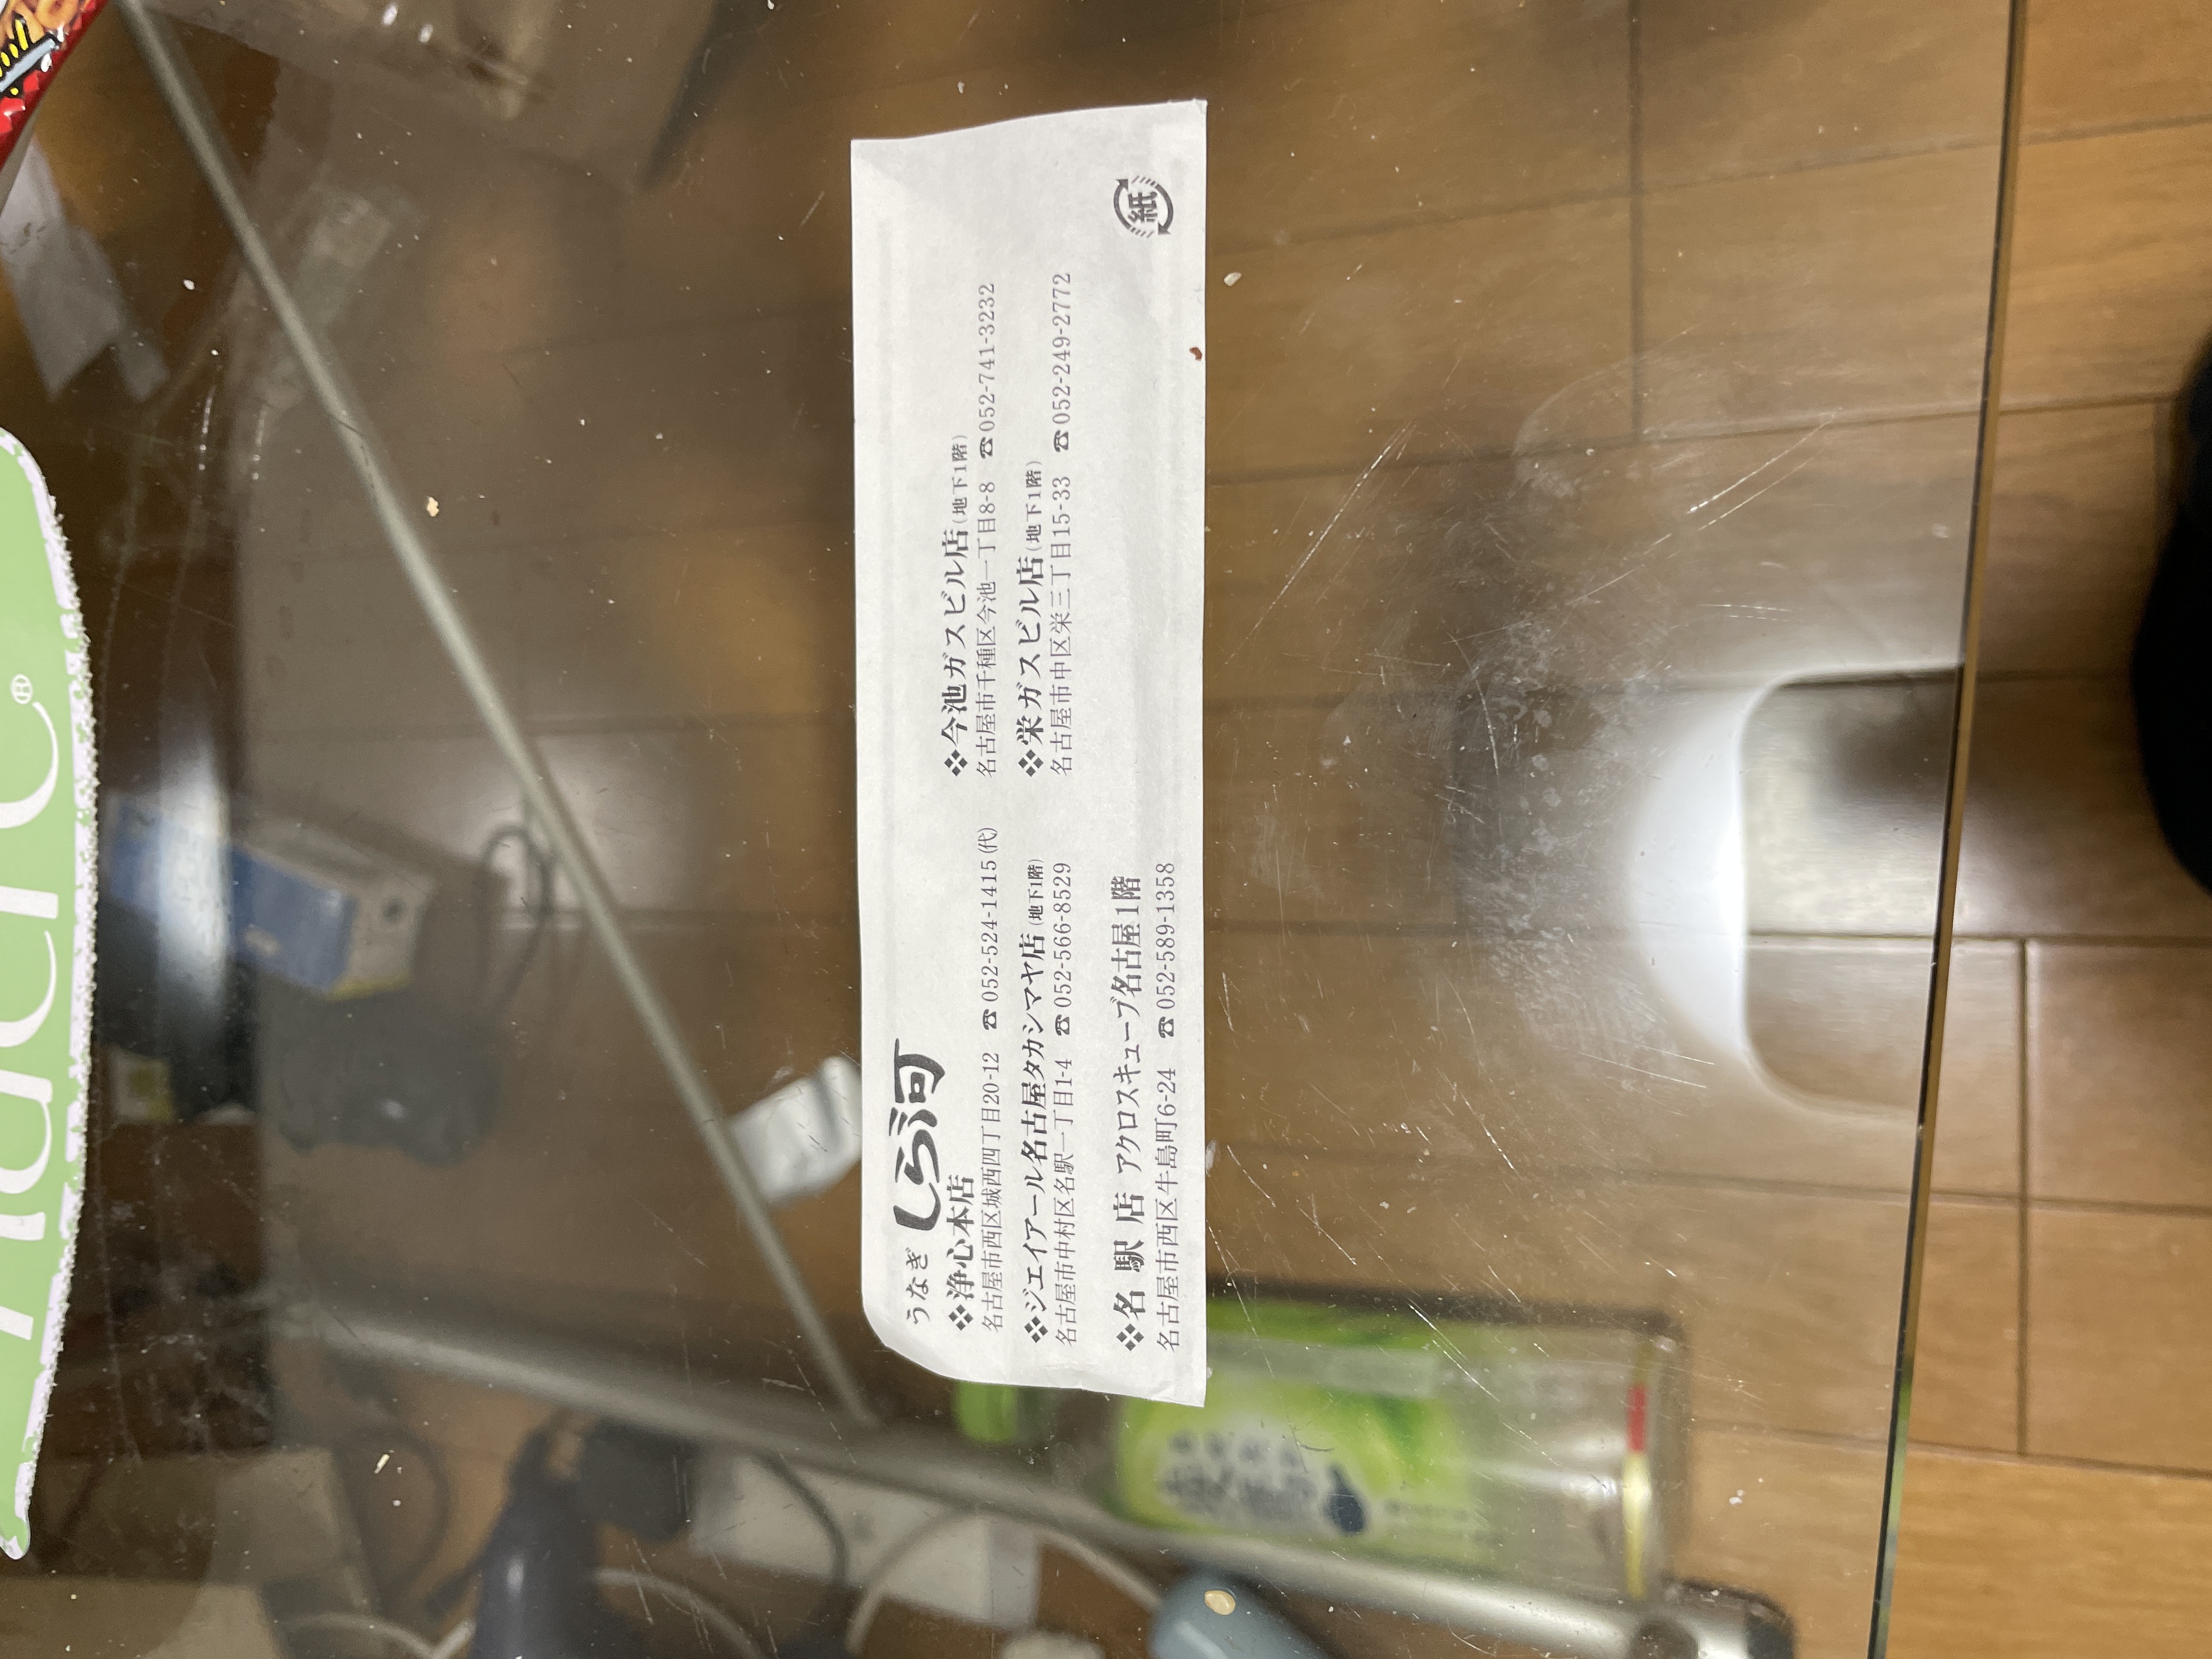 ®
うなぎ しら河
❖浄心本店
名古屋市西区城西四丁目20-12 ☎052-524-1415㈹
❖ジエイアール名古屋タカシマヤ店(地下1階)
名古屋市中村区名駅一丁目1-4 ☎052-566-8529
❖名駅店 アクロスキューブ名古屋1階
名古屋市西区牛島町6-24 ☎052-589-1358
❖今池ガスビル店(地下1階)
名古屋市千種区今池一丁目8-8 ☎052-741-3232
❖栄ガスビル店(地下1階)
名古屋市中区栄三丁目15-33 ☎052-249-2772
紙